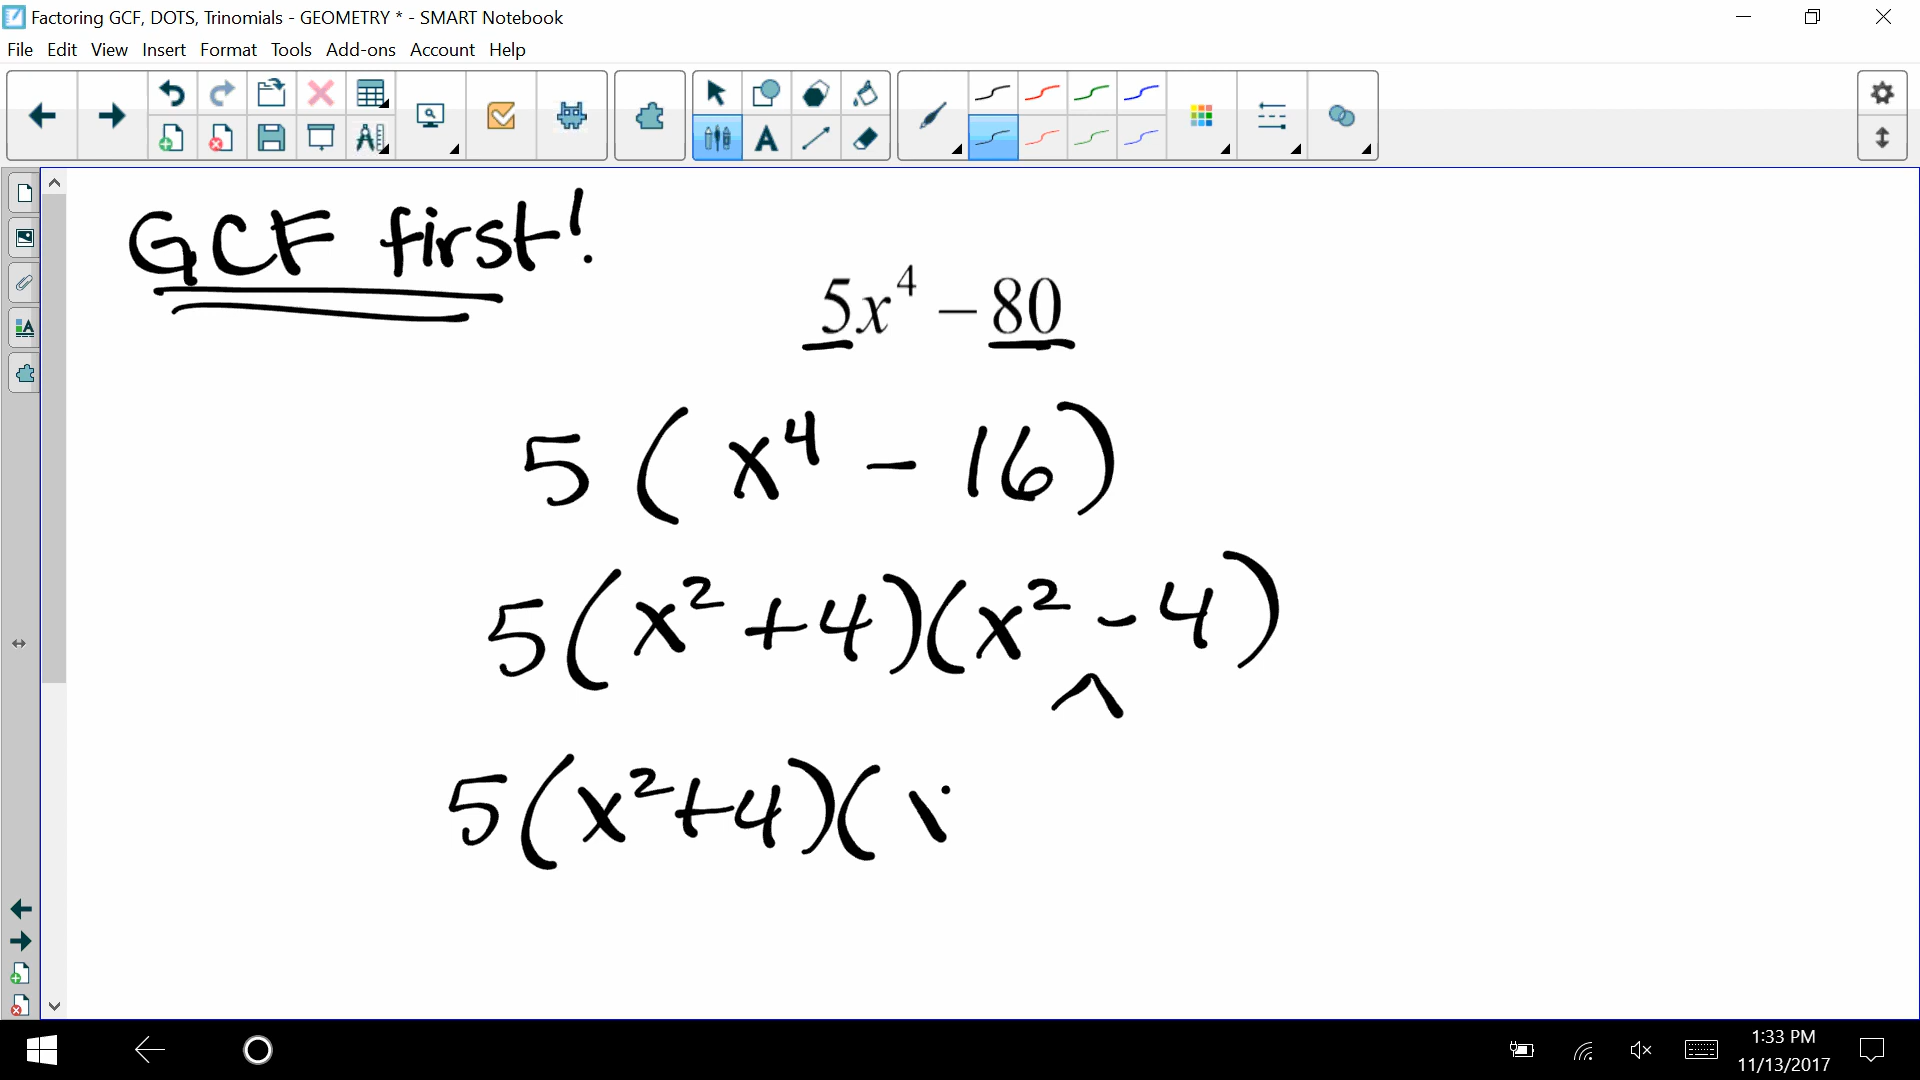 Factoring GCF, DOTS, Trinomials - GEOMETRY * - SMART Notebook
File Edit View Insert Format Tools Add-ons Account Help
GCF first!
5x⁴ – 80
5 ( x⁴ - 16)
5(x² +4)(x² - 4)
5(x²+4)(
1:33 PM
11/13/2017